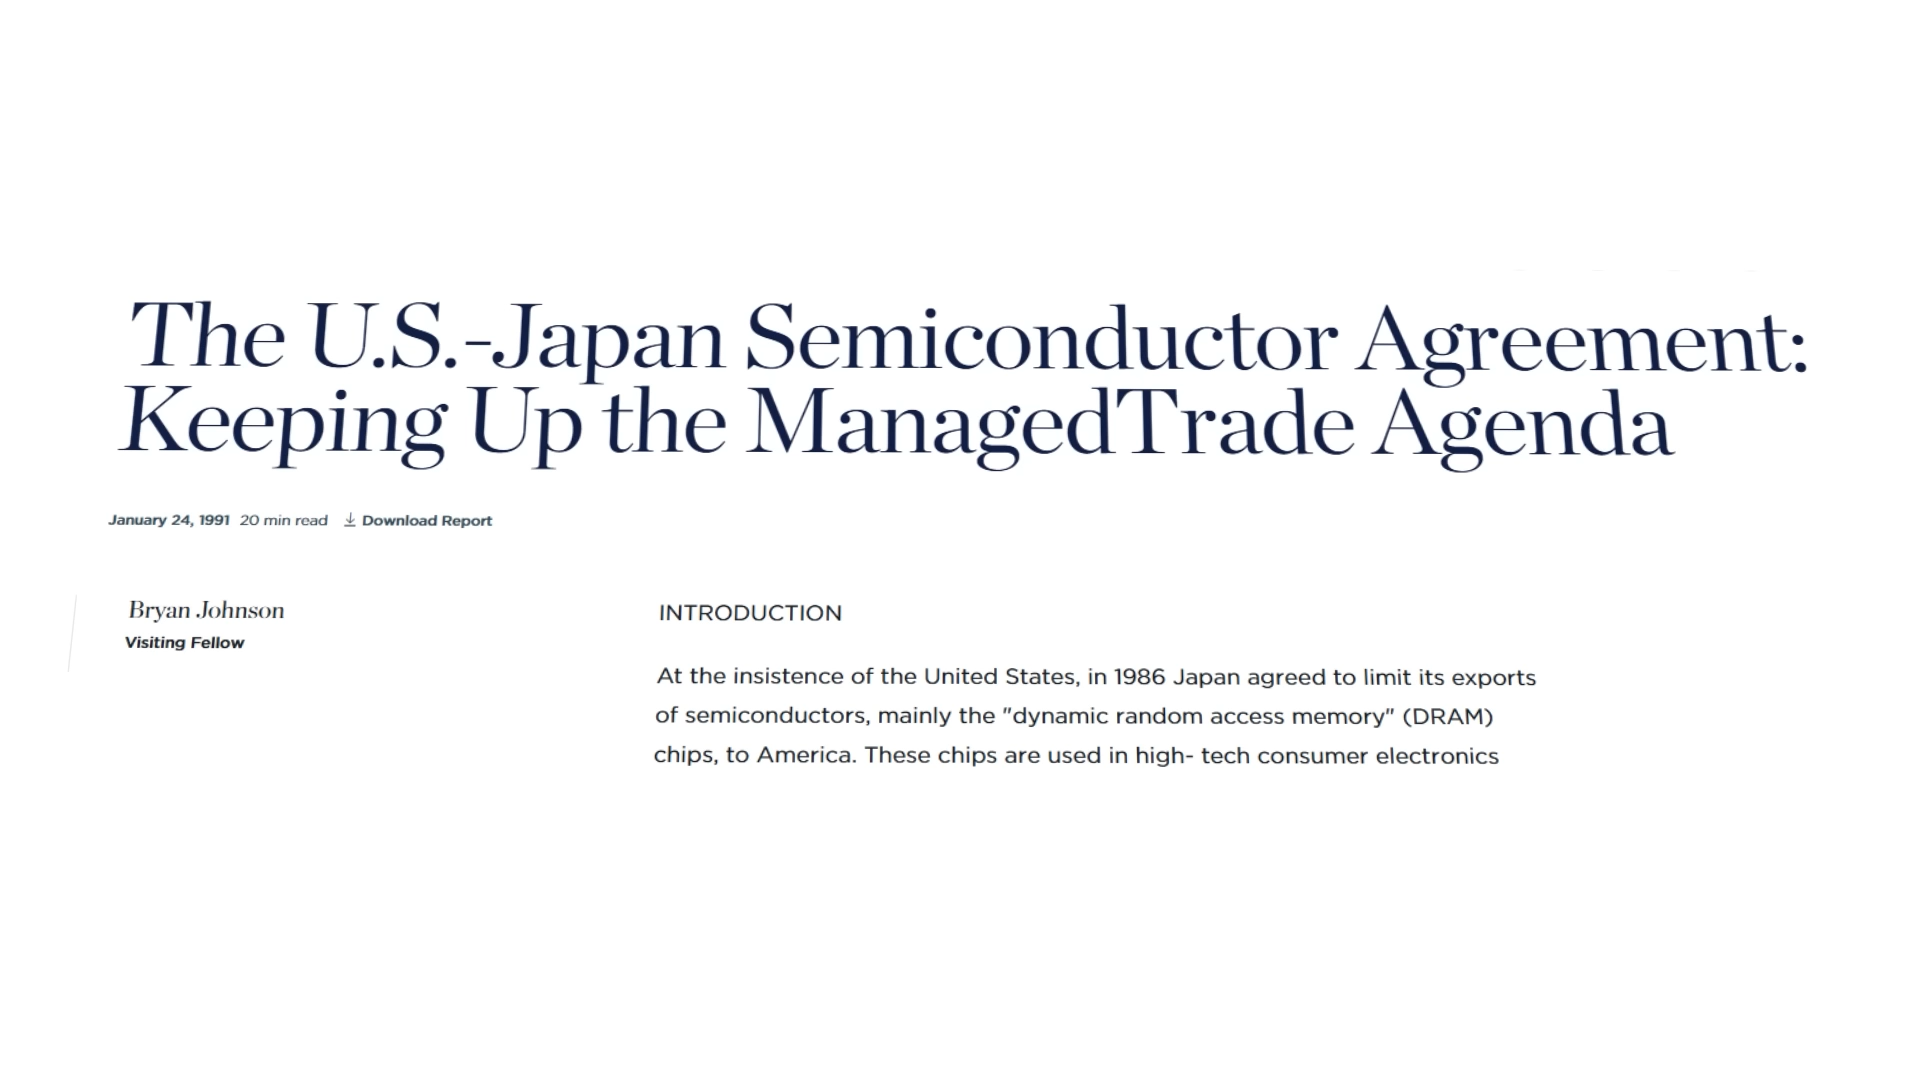 The U.S.-Japan Semiconductor Agreement:
Keeping Up the ManagedTrade Agenda
January 24, 1991 20 min read Download Report
Bryan Johnson
Visiting Fellow
INTRODUCTION
At the insistence of the United States, in 1986 Japan agreed to limit its exports
of semiconductors, mainly the "dynamic random access memory" (DRAM)
chips, to America. These chips are used in high- tech consumer electronics